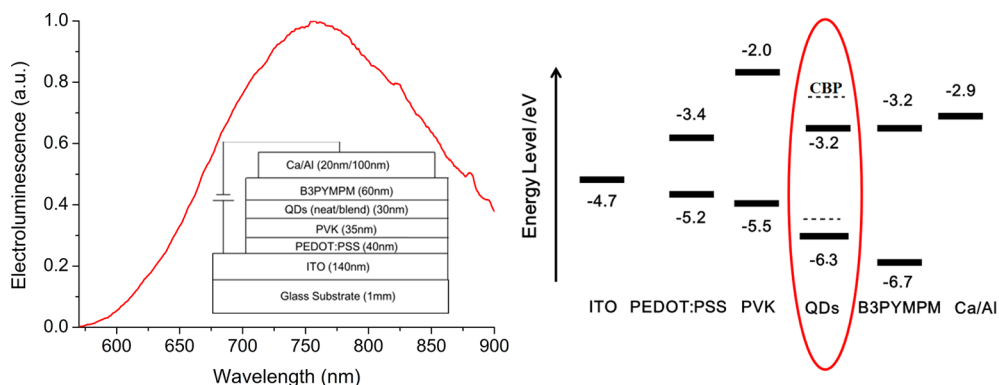 1.0
0.8
0.6
0.4
0.2
0.0
Electroluminescence (a.u.)
600
650
700
750
800
850
900
Wavelength (nm)
Ca/Al (20nm/100nm)
B3PYMPM (60nm)
QDs (neat/blend) (30nm)
PVK (35nm)
PEDOT:PSS (40nm)
ITO (140nm)
Glass Substrate (1mm)
Energy Level /eV
-2.0
CBP
-3.4
-3.2
-2.9
-3.2
-4.7
-5.2
-5.5
-6.3
-6.7
ITO PEDOT:PSS PVK QDs B3PYMPM Ca/Al